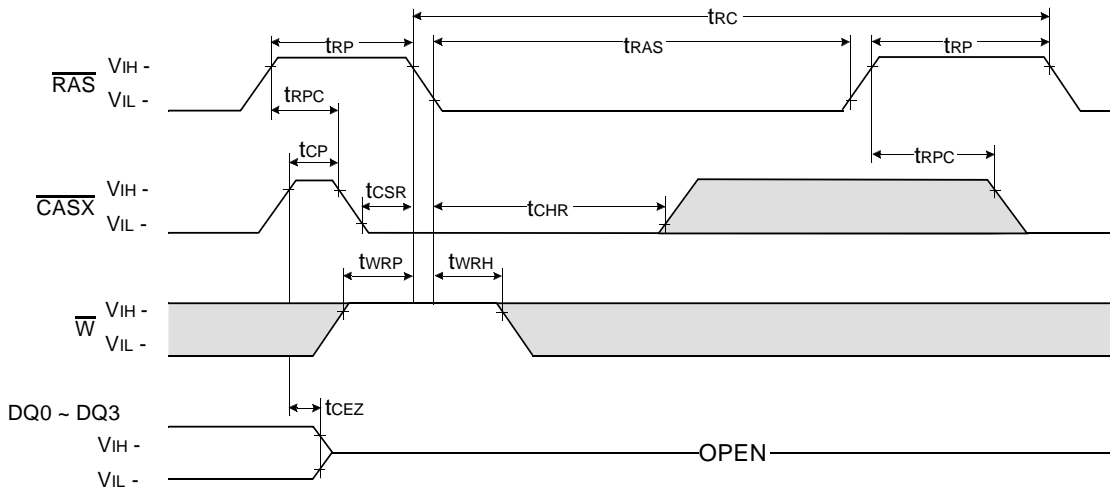 tRC
tRP tRAS tRP
RAS VIH -
VIL -
tRPC
tCP tRPC
CASX VIH -
tCSR
VIL - tCHR
tWRP tWRH
W VIH -
VIL -
tCEZ
DQ0 ~ DQ3
VIH -
OPEN
VIL -